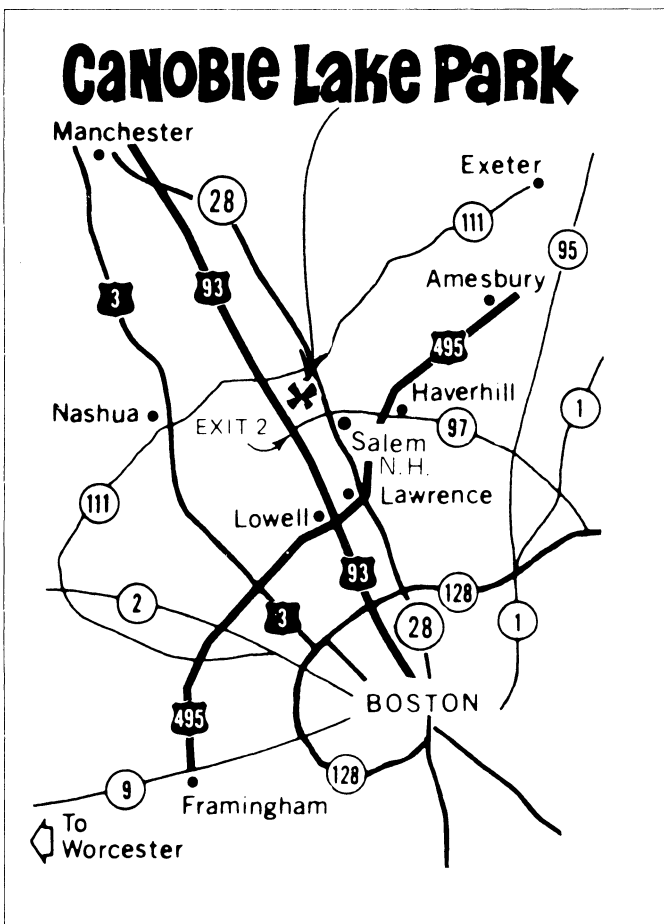 CANOBIE LAKE PARK
Manchester
Exeter
28
111
95
3
93
Amesbury
495
Haverhill
1
Nashua
EXIT 2
97
Salem
N.H.
111
Lawrence
Lowell
93
128
2
3
28
1
BOSTON
495
128
9
Framingham
To
Worcester